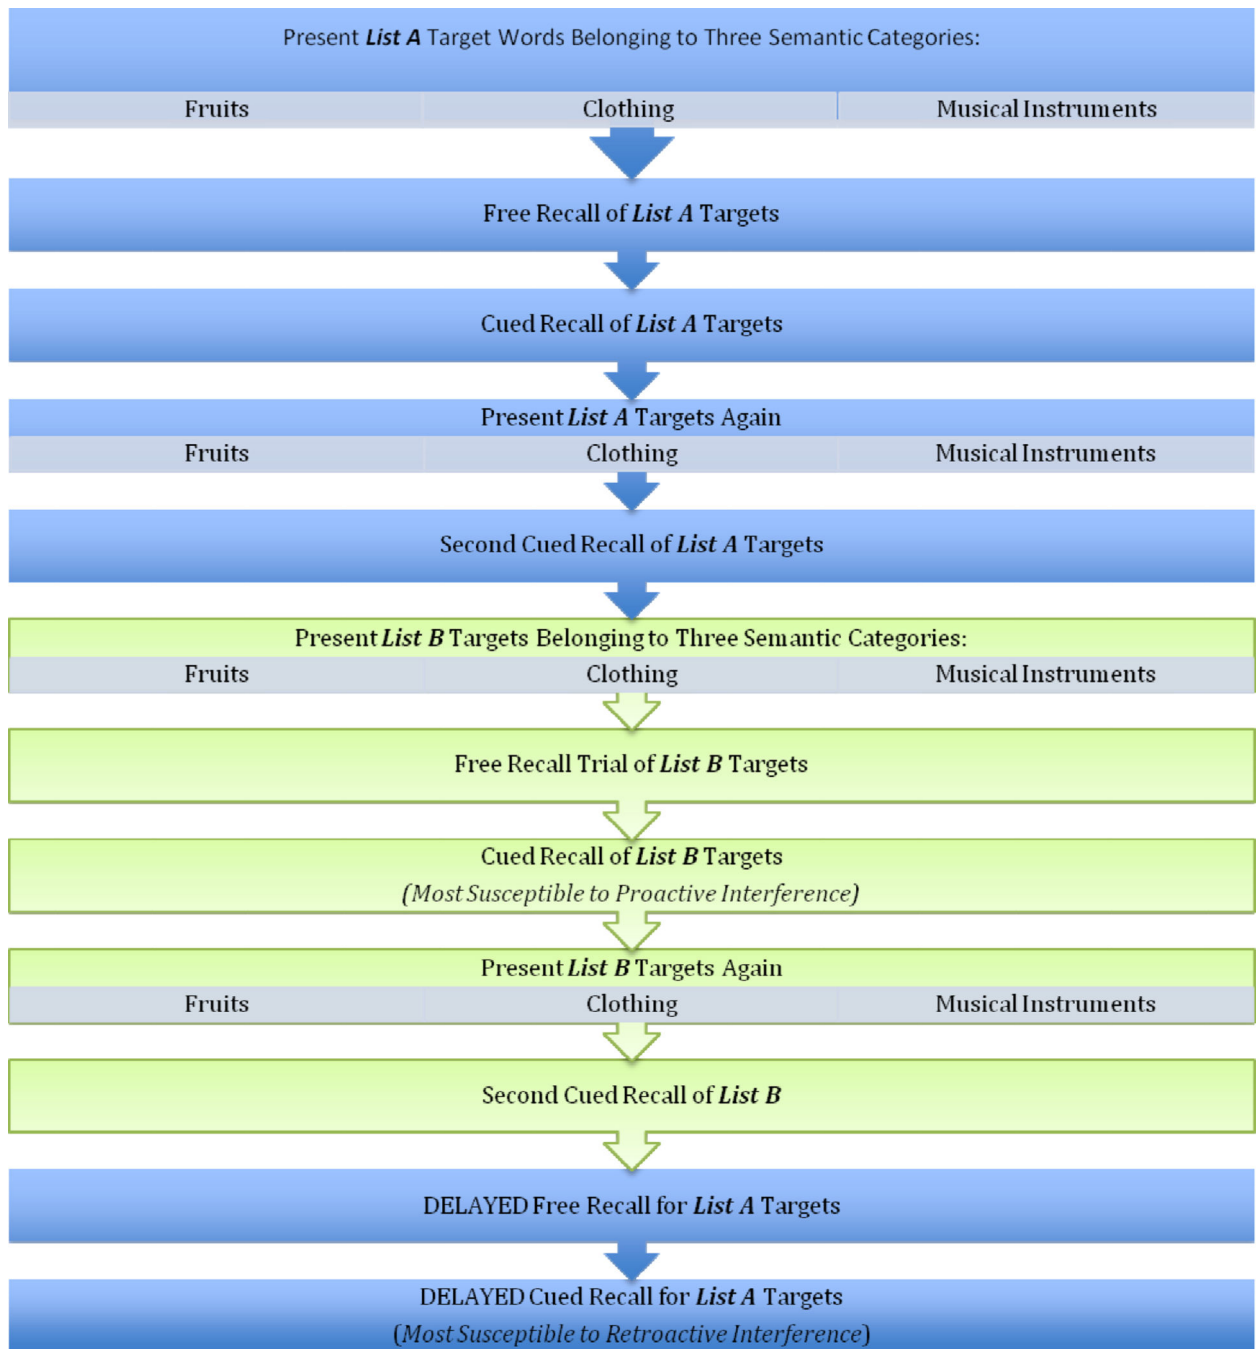 Present List A Target Words Belonging to Three Semantic Categories:
Fruits Clothing Musical Instruments
Free Recall of List A Targets
Cued Recall of List A Targets
Present List A Targets Again
Fruits Clothing Musical Instruments
Second Cued Recall of List A Targets
Present List B Targets Belonging to Three Semantic Categories:
Fruits Clothing Musical Instruments
Free Recall Trial of List B Targets
Cued Recall of List B Targets
(Most Susceptible to Proactive Interference)
Present List B Targets Again
Fruits Clothing Musical Instruments
Second Cued Recall of List B
DELAYED Free Recall for List A Targets
DELAYED Cued Recall for List A Targets
(Most Susceptible to Retroactive Interference)